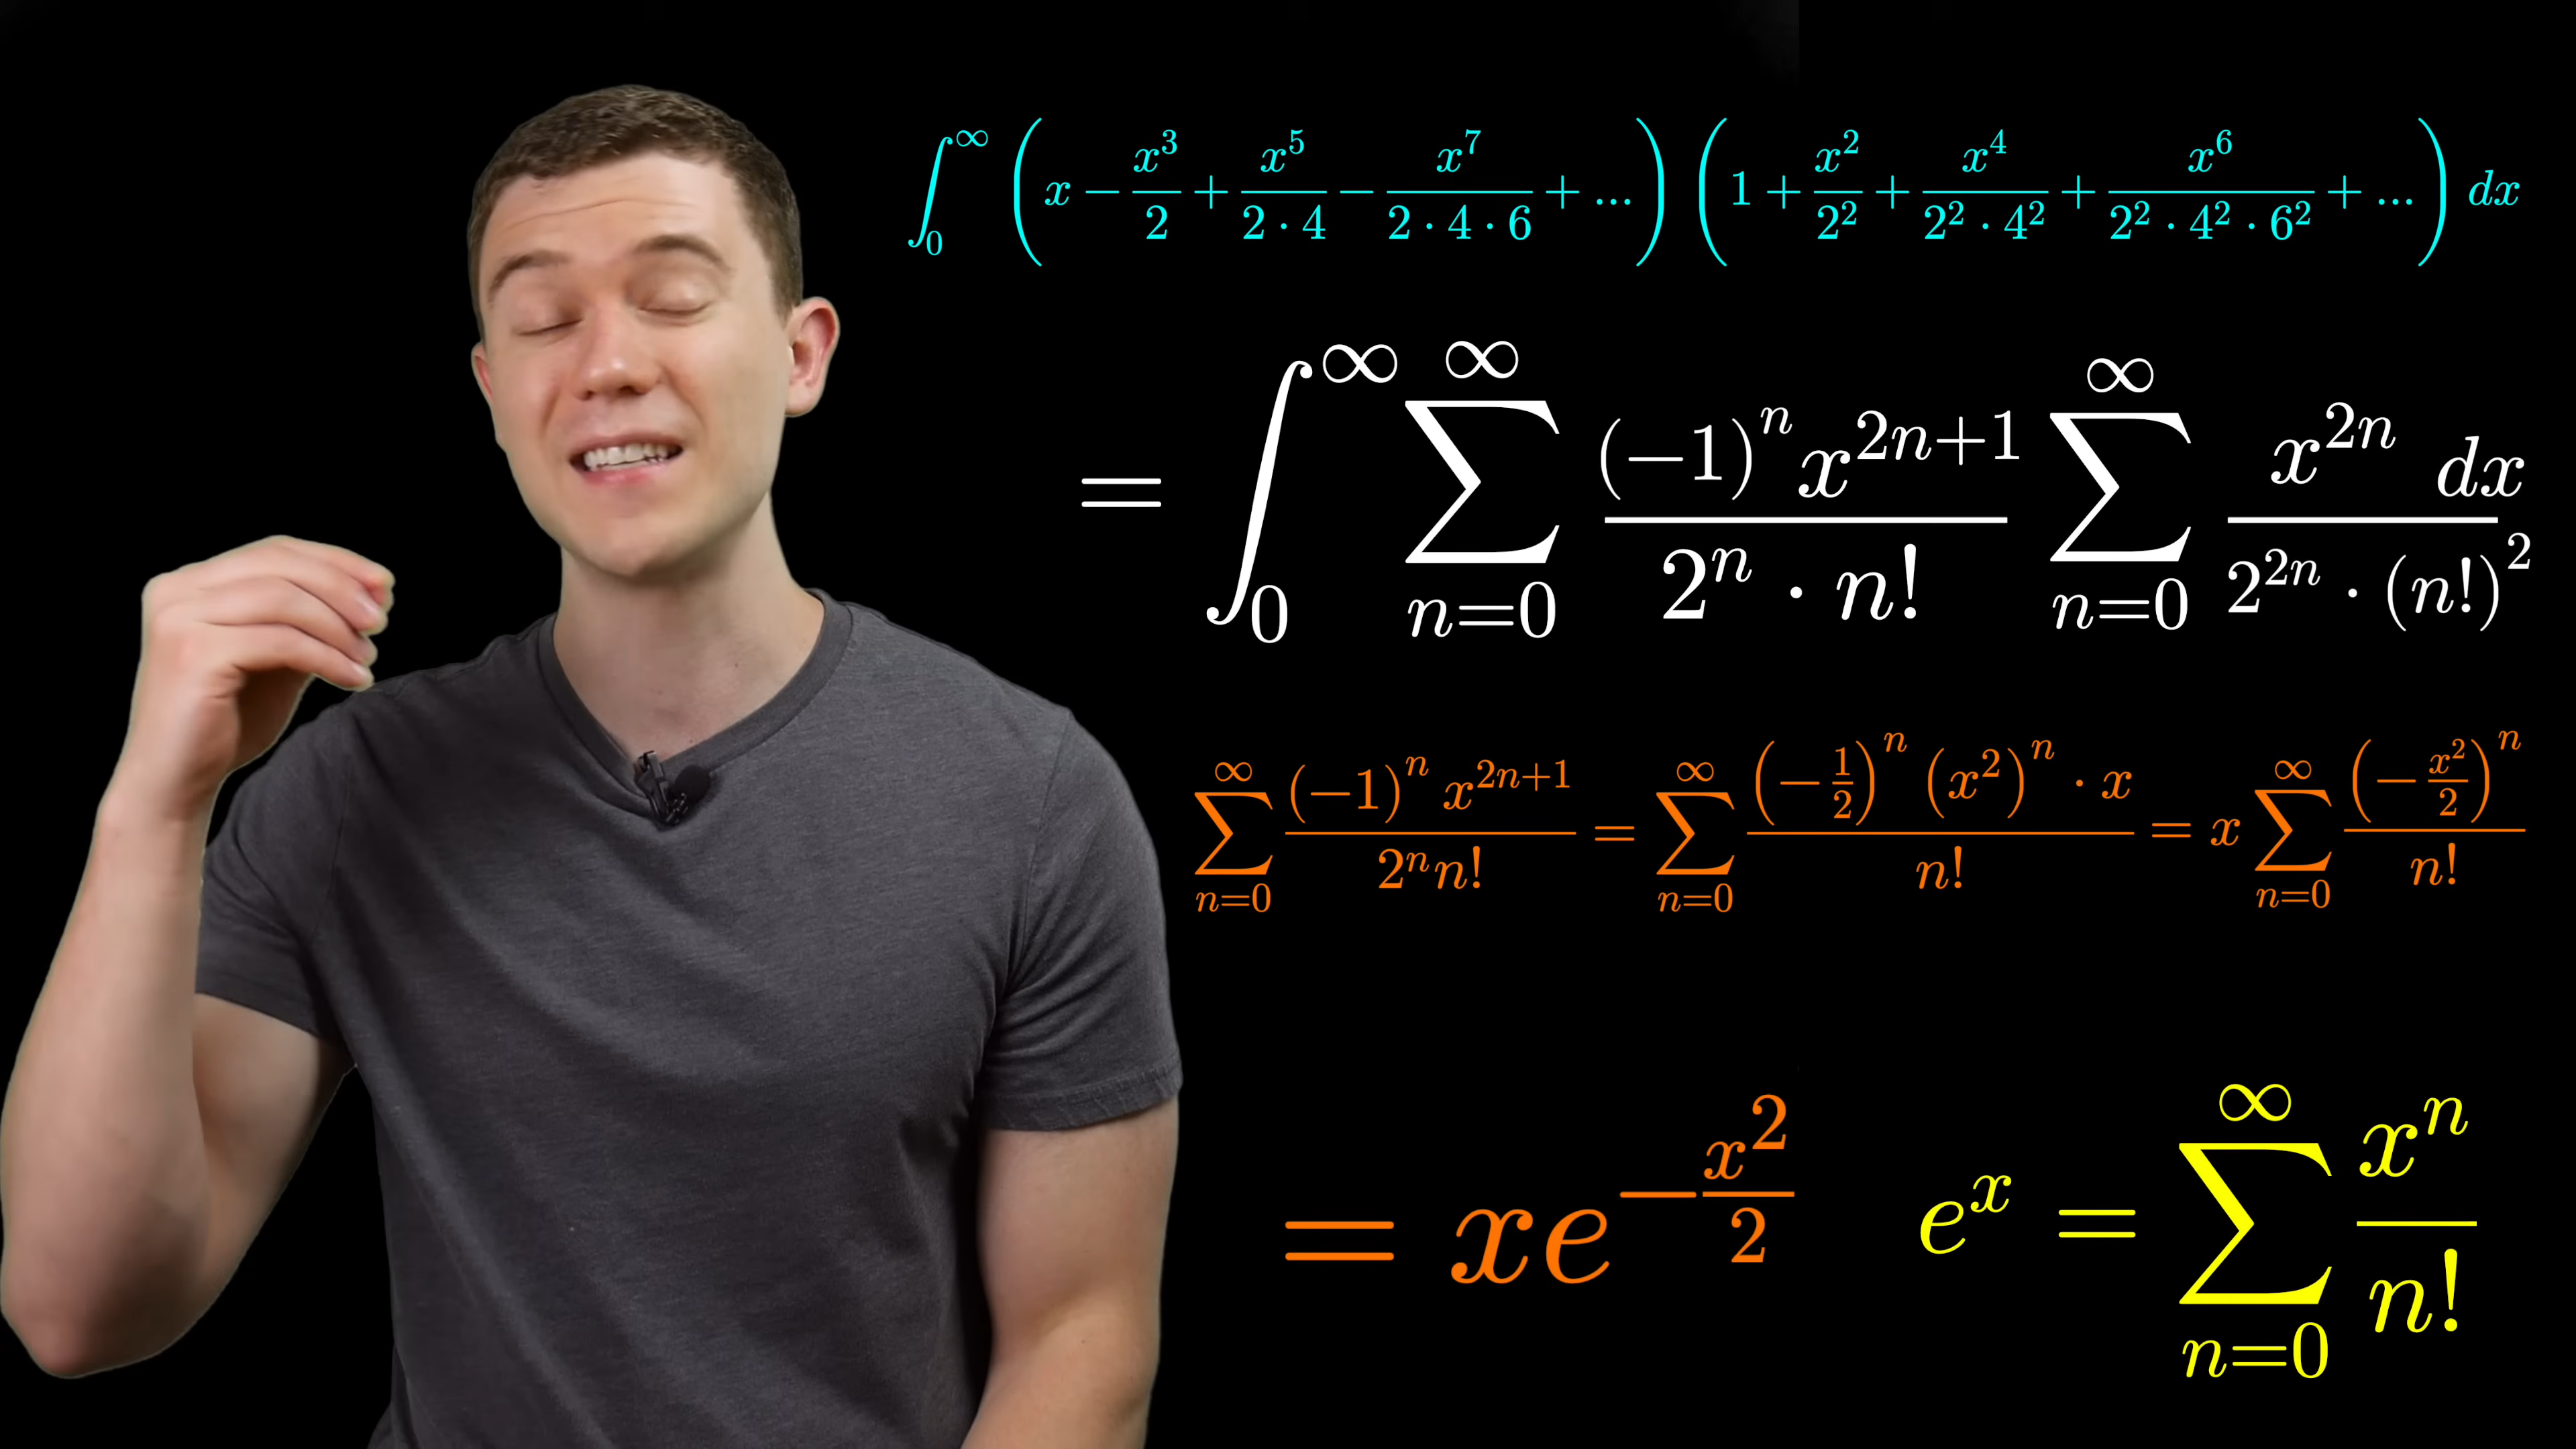 ∫₀^∞ (x − x³/2 + x⁵/(2·4) − x⁷/(2·4·6) + ...) (1 + x²/2² + x⁴/(2²·4²) + x⁶/(2²·4²·6²) + ...) dx
= ∫₀^∞ ∑_{n=0}^∞ (−1)ⁿx^{2n+1}/(2ⁿ·n!) ∑_{n=0}^∞ x^{2n}/(2^{2n}·(n!)²) dx
∑_{n=0}^∞ (−1)ⁿx^{2n+1}/(2ⁿn!) = ∑_{n=0}^∞ (−1/2)ⁿ(x²)ⁿ·x/n! = x ∑_{n=0}^∞ (−x²/2)ⁿ/n!
= xe^{−x²/2} e^x = ∑_{n=0}^∞ xⁿ/n!